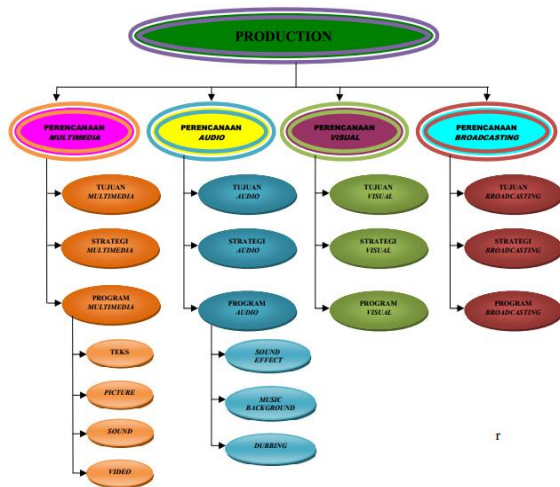 PRODUCTION
PERENCANAAN
MULTIMEDIA
PERENCANAAN
AUDIO
PERENCANAAN
VISUAL
PERENCANAAN
BROADCASTING
TUJUAN
MULTIMEDIA
TUJUAN
AUDIO
TUJUAN
VISUAL
TUJUAN
BROADCASTING
STRATEGI
MULTIMEDIA
STRATEGI
AUDIO
STRATEGI
VISUAL
STRATEGI
BROADCASTING
PROGRAM
MULTIMEDIA
PROGRAM
AUDIO
PROGRAM
VISUAL
PROGRAM
BROADCASTING
TEKS
SOUND
EFFECT
PICTURE
MUSIC
BACKGROUND
SOUND
DUBBING
VIDEO
r